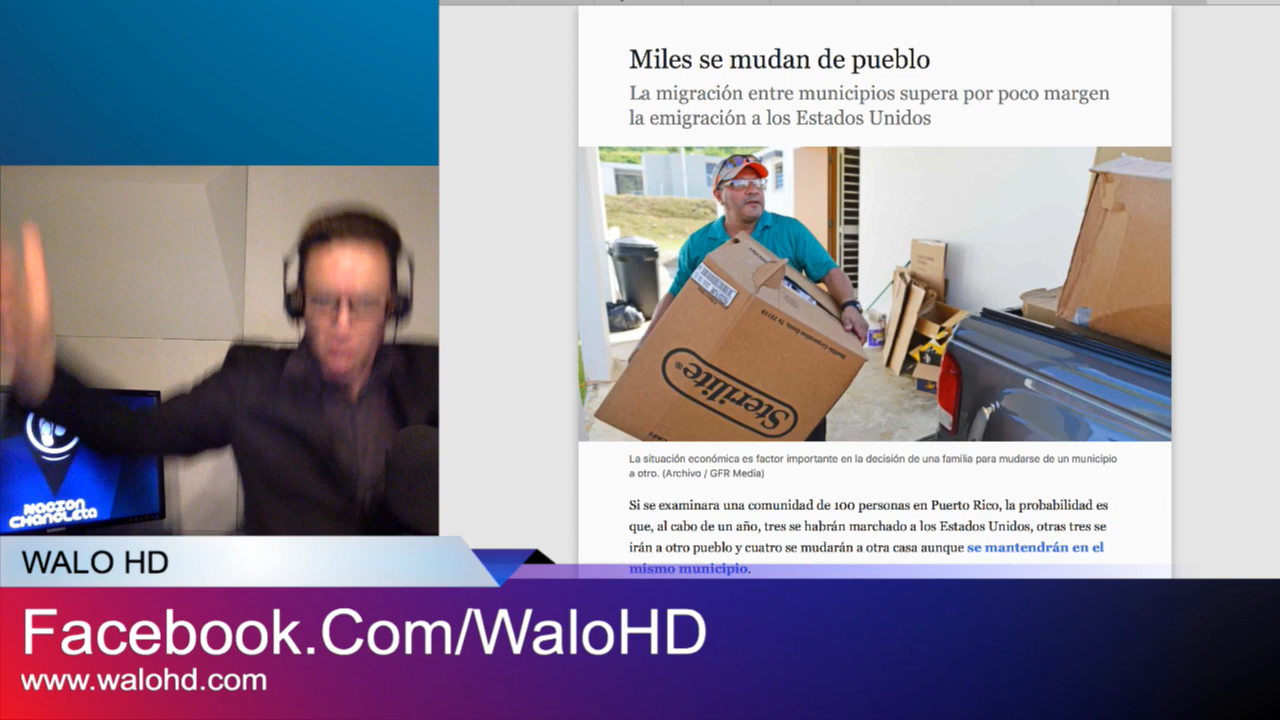 Miles se mudan de pueblo
La migración entre municipios supera por poco margen
la emigración a los Estados Unidos
Sterilite®
La situación económica es factor importante en la decisión de una familia para mudarse de un municipio
a otro. (Archivo / GFR Media)
Si se examinara una comunidad de 100 personas en Puerto Rico, la probabilidad es
que, al cabo de un año, tres se habrán marchado a los Estados Unidos, otras tres se
irán a otro pueblo y cuatro se mudarán a otra casa aunque se mantendrán en el
mismo municipio.
NACION
CHANCLETA
WALO HD
Facebook.Com/WaloHD
www.walohd.com